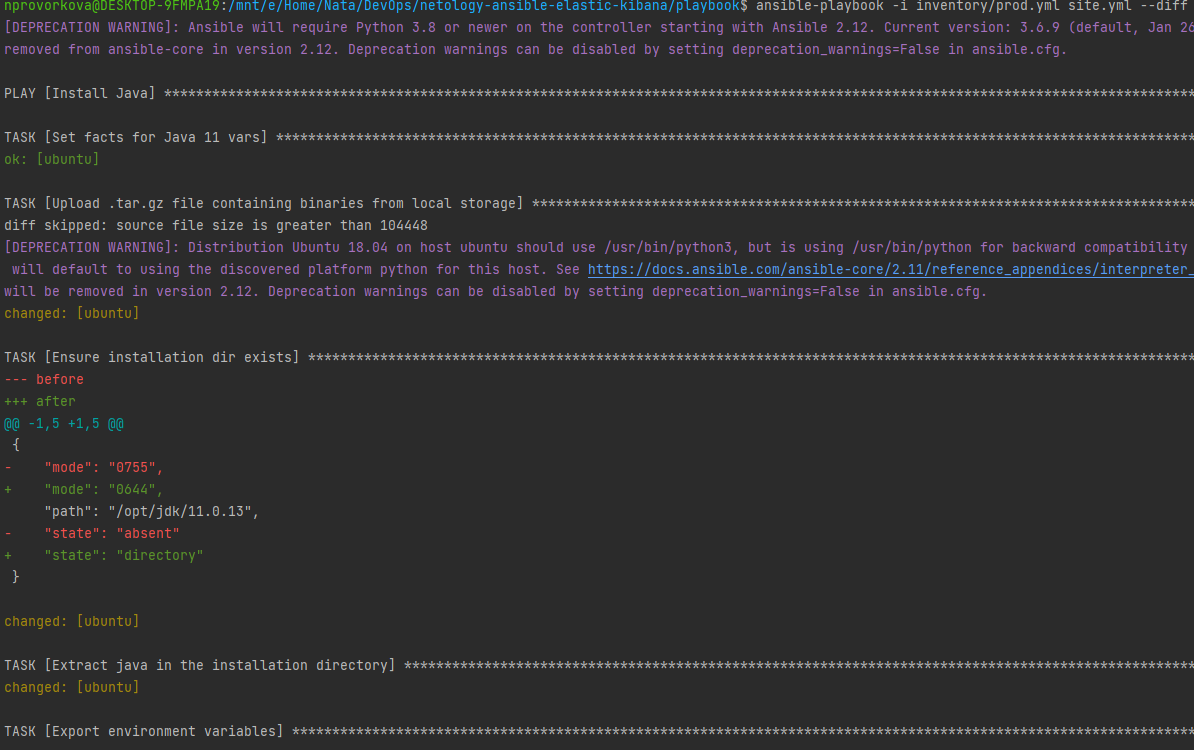 nprovorkova@DESKTOP-9FMPA19:/mnt/e/Home/Nata/DevOps/netology-ansible-elastic-kibana/playbook$ ansible-playbook -i inventory/prod.yml site.yml --diff
[DEPRECATION WARNING]: Ansible will require Python 3.8 or newer on the controller starting with Ansible 2.12. Current version: 3.6.9 (default, Jan 26
removed from ansible-core in version 2.12. Deprecation warnings can be disabled by setting deprecation_warnings=False in ansible.cfg.
PLAY [Install Java] *********************************************************************************************************************************
TASK [Set facts for Java 11 vars] *******************************************************************************************************************
ok: [ubuntu]
TASK [Upload .tar.gz file containing binaries from local storage] ***********************************************************************************
diff skipped: source file size is greater than 104448
[DEPRECATION WARNING]: Distribution Ubuntu 18.04 on host ubuntu should use /usr/bin/python3, but is using /usr/bin/python for backward compatibility
will default to using the discovered platform python for this host. See https://docs.ansible.com/ansible-core/2.11/reference_appendices/interpreter_
will be removed in version 2.12. Deprecation warnings can be disabled by setting deprecation_warnings=False in ansible.cfg.
changed: [ubuntu]
TASK [Ensure installation dir exists] ***************************************************************************************************************
--- before
+++ after
@@ -1,5 +1,5 @@
{
-    "mode": "0755",
+    "mode": "0644",
"path": "/opt/jdk/11.0.13",
-    "state": "absent"
+    "state": "directory"
}
changed: [ubuntu]
TASK [Extract java in the installation directory] ***************************************************************************************************
changed: [ubuntu]
TASK [Export environment variables] *****************************************************************************************************************